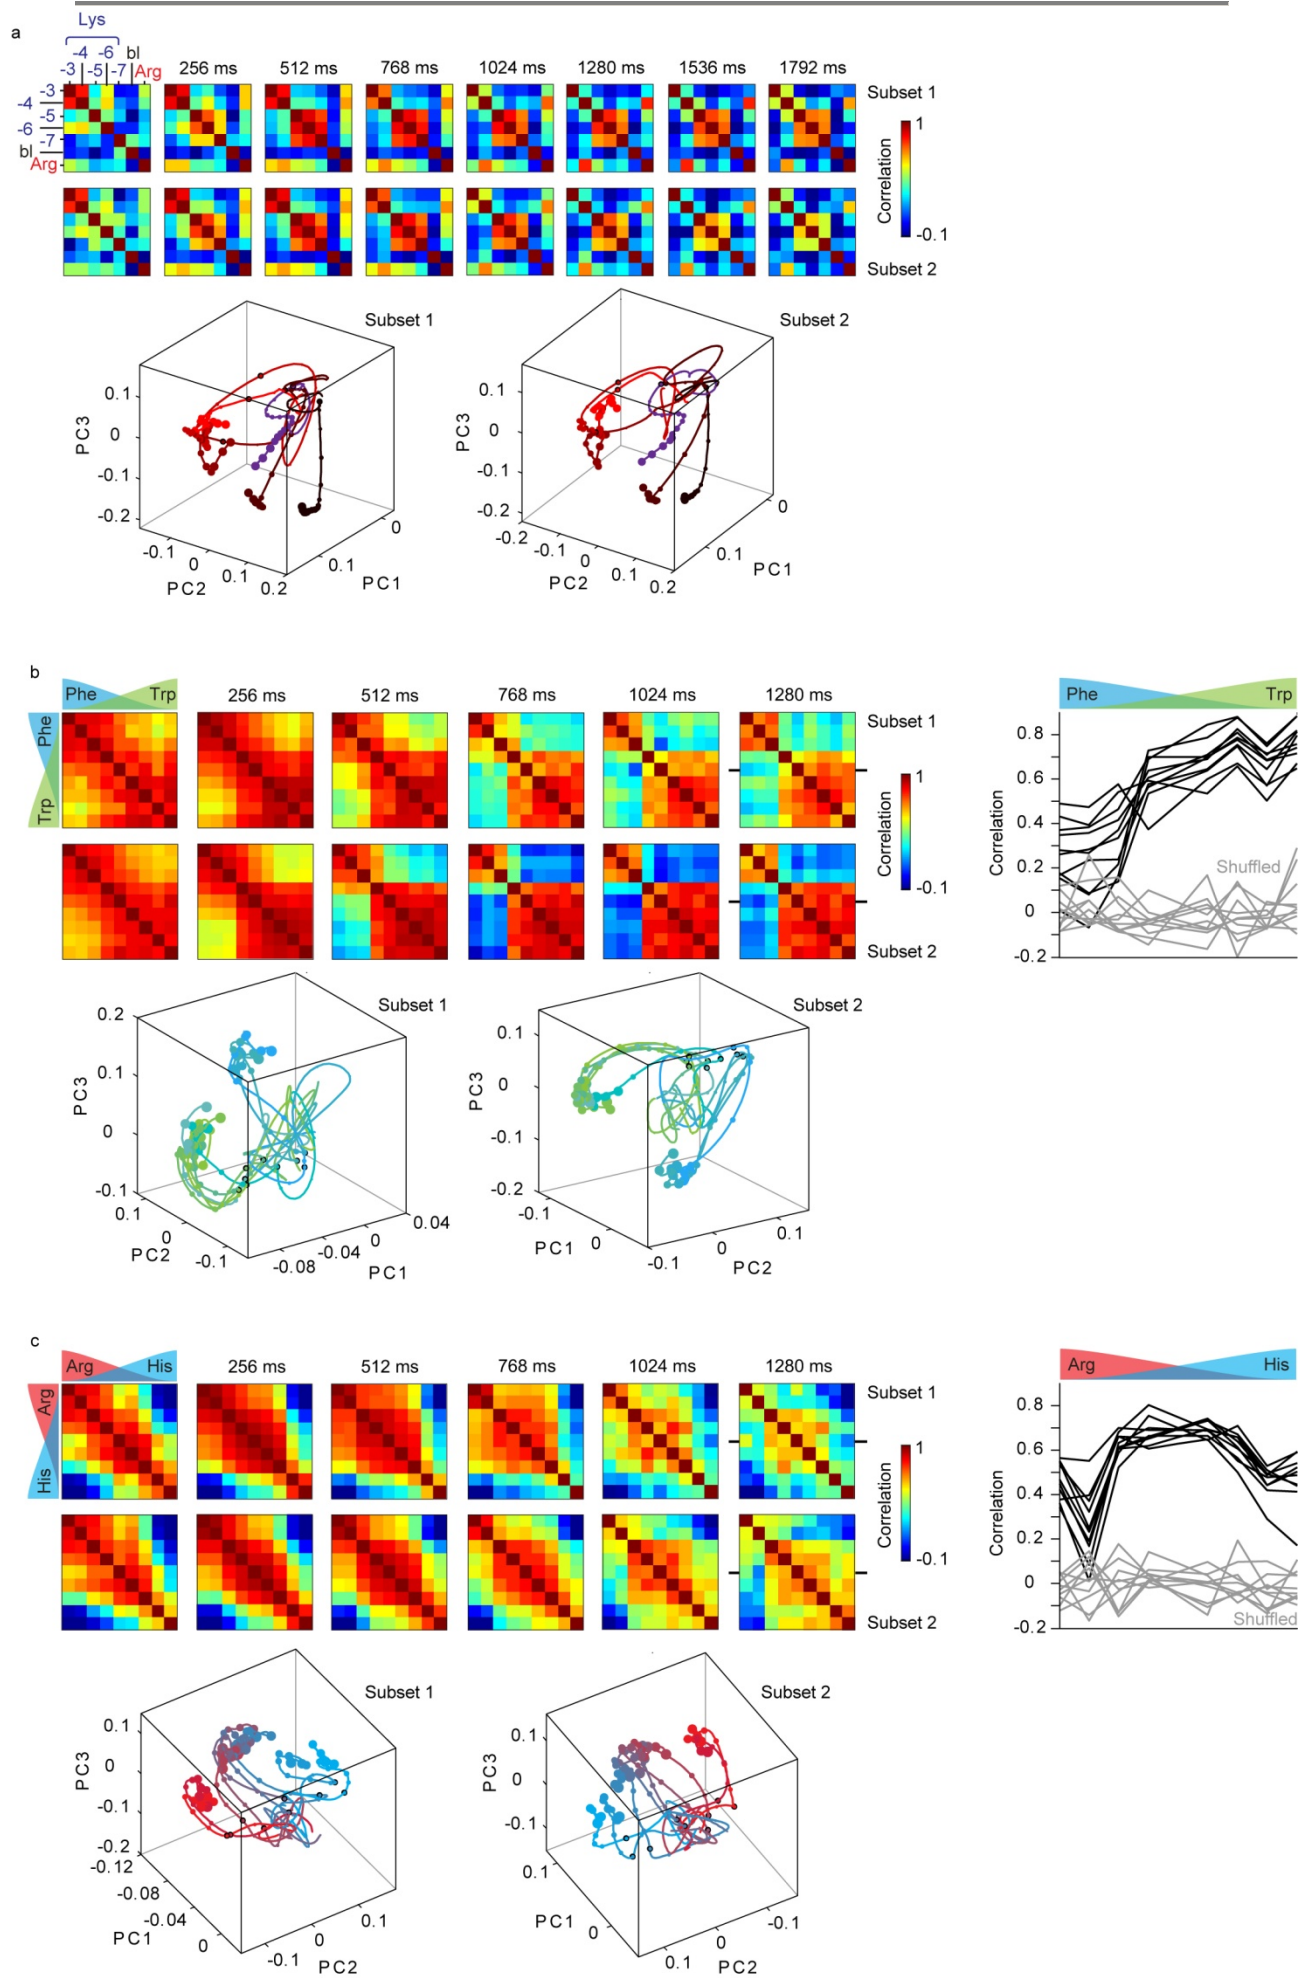 a
Lys
-4 -6 bl
-3 -5 -7 Arg
256 ms 512 ms 768 ms 1024 ms 1280 ms 1536 ms 1792 ms
-3
-4
-5
-6
-7
bl
Arg
Subset 1
1
Correlation
-0.1
Subset 2
Subset 1
0.1
0
-0.1
-0.2
PC3
-0.1
0
0.1
0.2
PC2
0.1
0
PC1
Subset 2
0.1
0
-0.1
-0.2
PC3
-0.2
-0.1
0
0.1
0.2
PC2
0.1
0
PC1
b
Phe Trp
256 ms 512 ms 768 ms 1024 ms 1280 ms
Phe
Trp
Subset 1
1
Correlation
-0.1
Subset 2
Phe Trp
0.8
0.6
0.4
0.2
0
-0.2
Correlation
Shuffled
Subset 1
0.2
0.1
0
-0.1
PC3
0.1
0
-0.1
PC2
-0.08
-0.04
0
0.04
PC1
Subset 2
0.1
0
-0.1
-0.2
PC3
-0.1
0
PC1
-0.1
0
0.1
PC2
c
Arg His
256 ms 512 ms 768 ms 1024 ms 1280 ms
Arg
His
Subset 1
1
Correlation
-0.1
Subset 2
Arg His
0.8
0.6
0.4
0.2
0
-0.2
Correlation
Shuffled
Subset 1
0.1
0
-0.1
-0.2
PC3
-0.12
-0.08
-0.04
0
PC1
-0.1
0
0.1
PC2
Subset 2
0.1
0
-0.1
PC3
0.1
0
PC1
0.1
0
-0.1
PC2